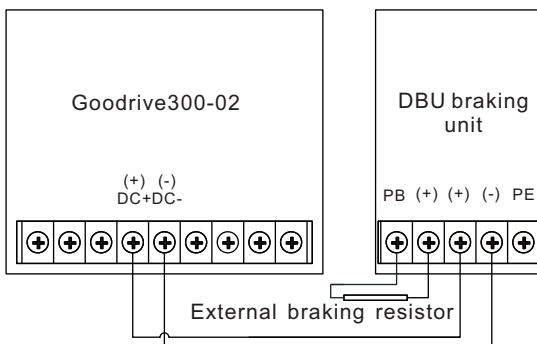 Goodrive300-02
DBU braking
unit
(+) (-)
DC+DC-
PB (+) (+) (-) PE
External braking resistor